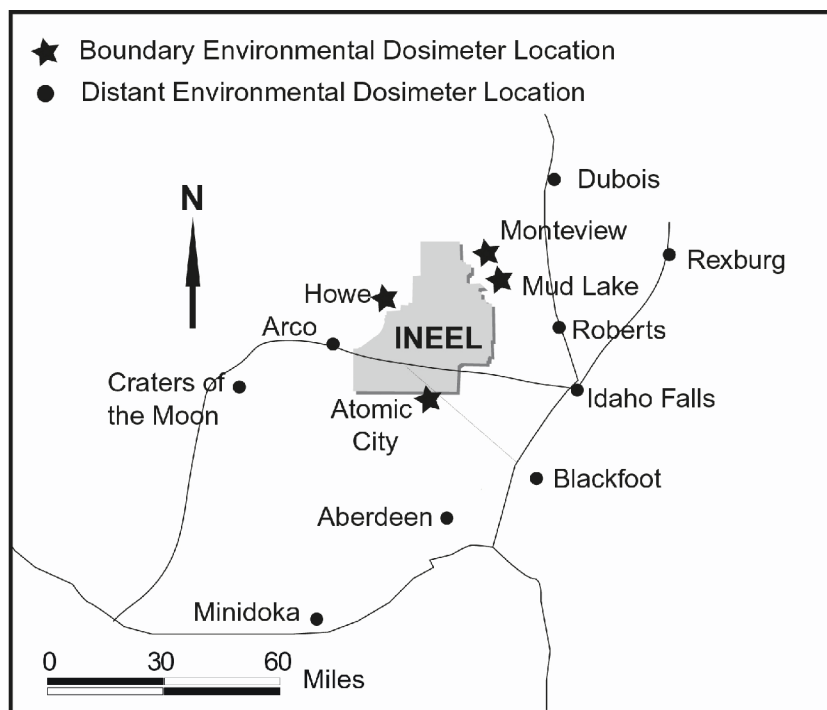 Boundary Environmental Dosimeter Location
Distant Environmental Dosimeter Location
Dubois
N
Monteview
Rexburg
Mud Lake
Howe
Arco
INEEL
Roberts
Craters of
the Moon
Idaho Falls
Atomic
City
Blackfoot
Aberdeen
Minidoka
0 30 60
Miles